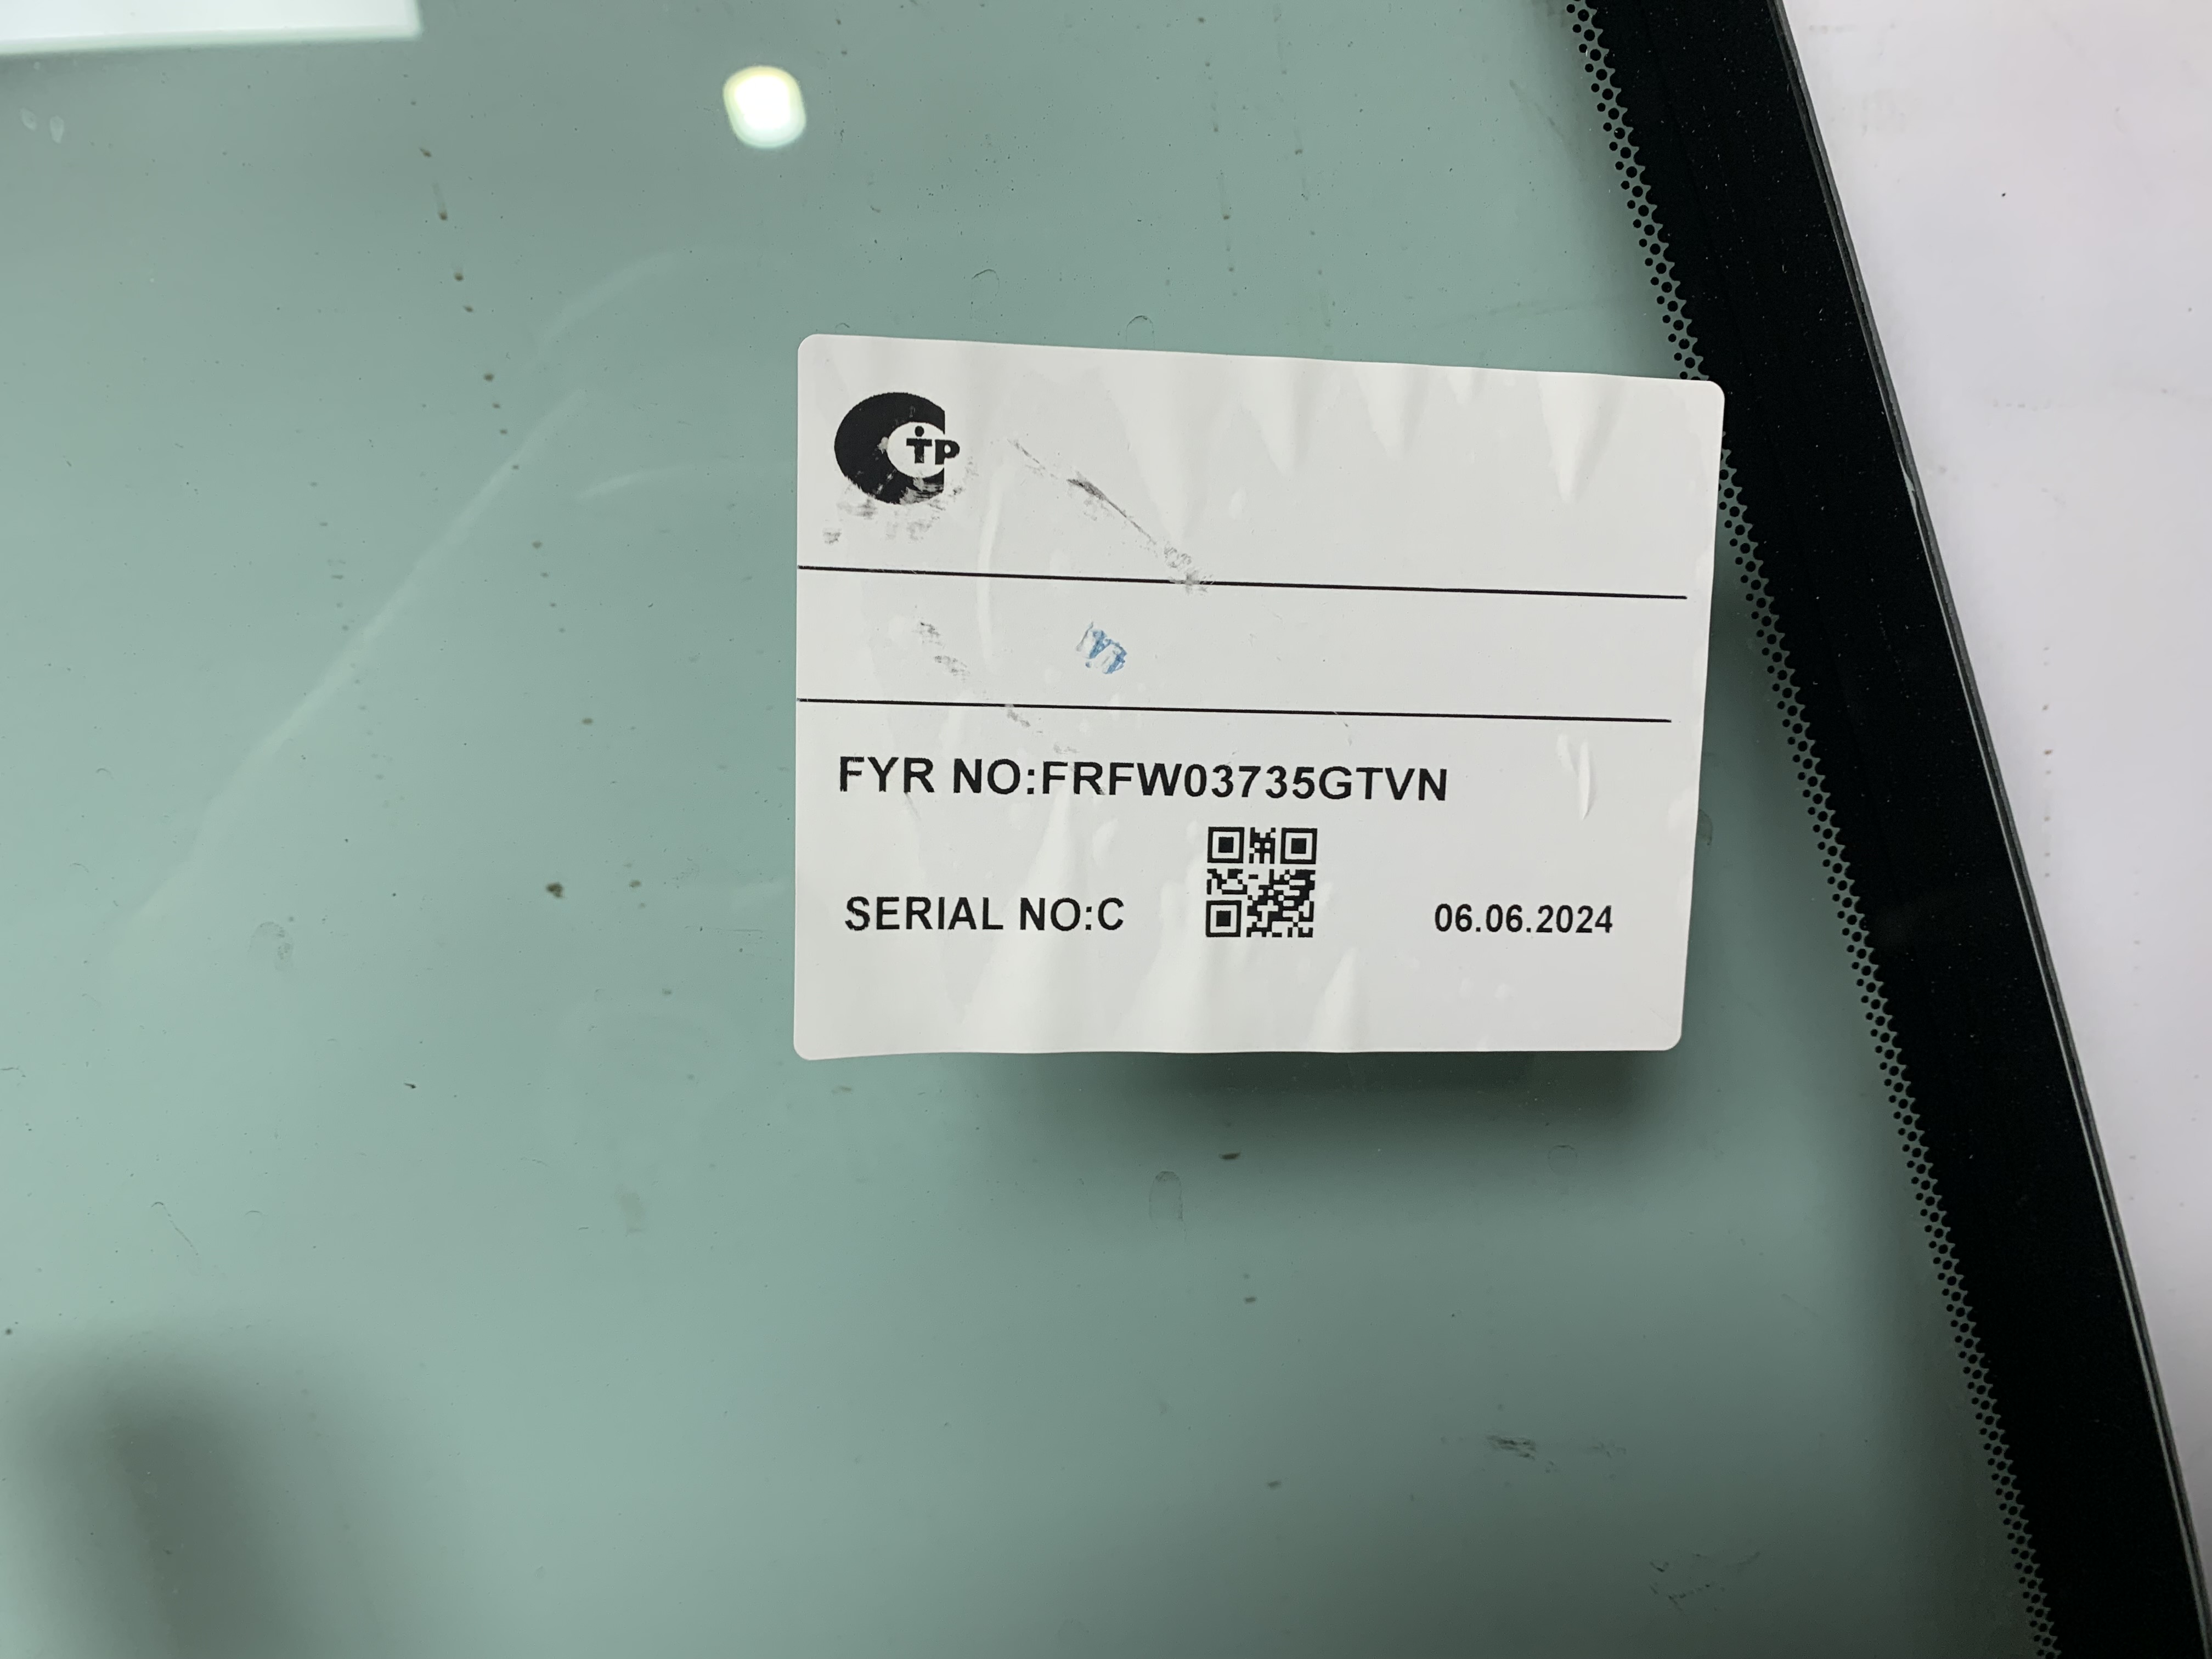 TP
FYR NO:FRFW03735GTVN
SERIAL NO:C
06.06.2024